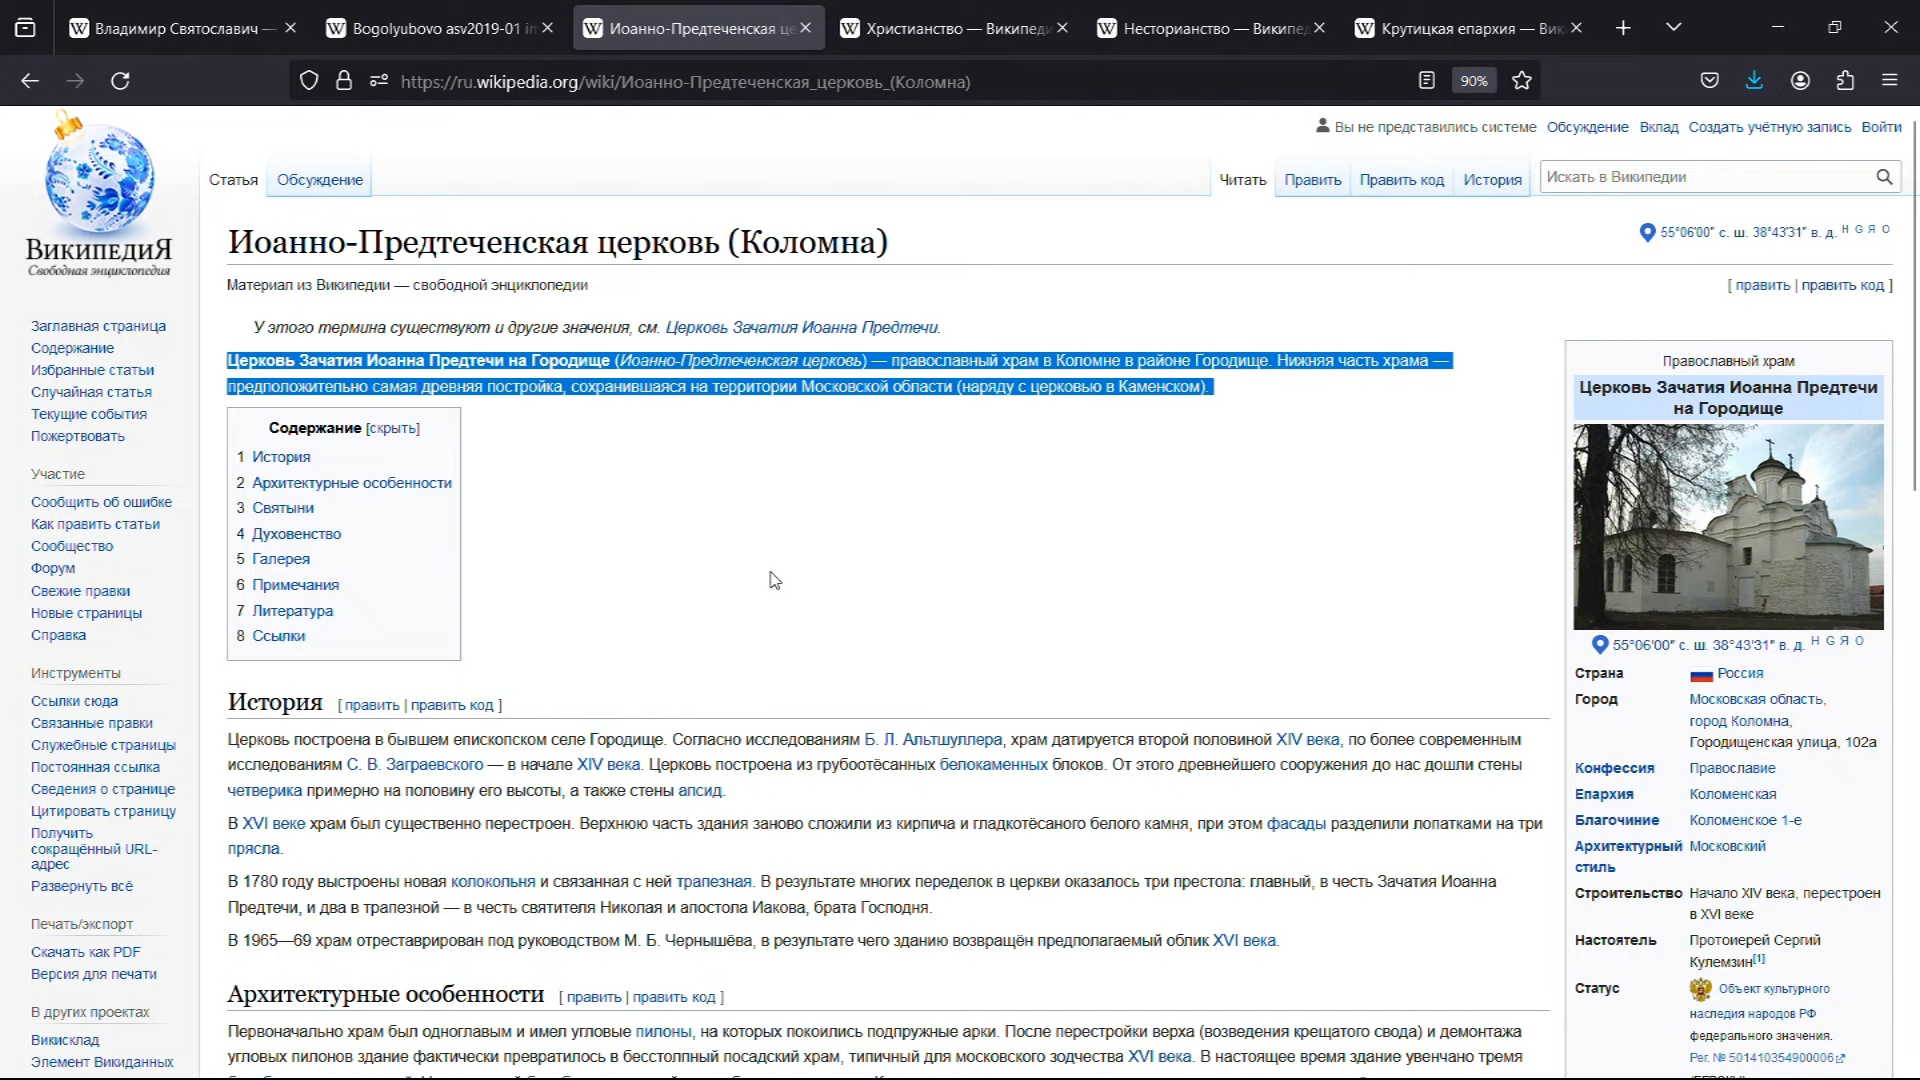 Владимир Святославич —
Bogolyubovo asv2019-01 im
Иоанно-Предтеченская це
Христианство — Википеди
Несторианство — Википед
Крутицкая епархия — Вик
https://ru.wikipedia.org/wiki/Иоанно-Предтеченская_церковь_(Коломна)
90%
ВикипедиЯ
Свободная энциклопедия
Заглавная страница
Содержание
Избранные статьи
Случайная статья
Текущие события
Пожертвовать
Участие
Сообщить об ошибке
Как править статьи
Сообщество
Форум
Свежие правки
Новые страницы
Справка
Инструменты
Ссылки сюда
Связанные правки
Служебные страницы
Постоянная ссылка
Сведения о странице
Цитировать страницу
Получить
сокращённый URL-
адрес
Развернуть всё
Печать/экспорт
Скачать как PDF
Версия для печати
В других проектах
Викисклад
Элемент Викиданных
Вы не представились системе Обсуждение Вклад Создать учётную запись Войти
Статья Обсуждение Читать Править Править код История Искать в Википедии
Иоанно-Предтеченская церковь (Коломна)
55°06′00″ с. ш. 38°43′31″ в. д. H G Я O
Материал из Википедии — свободной энциклопедии
[ править | править код ]
У этого термина существуют и другие значения, см. Церковь Зачатия Иоанна Предтечи.
Церковь Зачатия Иоанна Предтечи на Городище (Иоанно-Предтеченская церковь) — православный храм в Коломне в районе Городище. Нижняя часть храма —
предположительно самая древняя постройка, сохранившаяся на территории Московской области (наряду с церковью в Каменском).
Содержание [скрыть]
1 История
2 Архитектурные особенности
3 Святыни
4 Духовенство
5 Галерея
6 Примечания
7 Литература
8 Ссылки
История [ править | править код ]
Церковь построена в бывшем епископском селе Городище. Согласно исследованиям Б. Л. Альтшуллера, храм датируется второй половиной XIV века, по более современным
исследованиям С. В. Заграевского — в начале XIV века. Церковь построена из грубоотёсанных белокаменных блоков. От этого древнейшего сооружения до нас дошли стены
четверика примерно на половину его высоты, а также стены апсид.
В XVI веке храм был существенно перестроен. Верхнюю часть здания заново сложили из кирпича и гладкотёсаного белого камня, при этом фасады разделили лопатками на три
прясла.
В 1780 году выстроены новая колокольня и связанная с ней трапезная. В результате многих переделок в церкви оказалось три престола: главный, в честь Зачатия Иоанна
Предтечи, и два в трапезной — в честь святителя Николая и апостола Иакова, брата Господня.
В 1965—69 храм отреставрирован под руководством М. Б. Чернышёва, в результате чего зданию возвращён предполагаемый облик XVI века.
Архитектурные особенности [ править | править код ]
Первоначально храм был одноглавым и имел угловые пилоны, на которых покоились подпружные арки. После перестройки верха (возведения крещатого свода) и демонтажа
угловых пилонов здание фактически превратилось в бесстолпный посадский храм, типичный для московского зодчества XVI века. В настоящее время здание увенчано тремя
Православный храм
Церковь Зачатия Иоанна Предтечи
на Городище
55°06′00″ с. ш. 38°43′31″ в. д. H G Я O
Страна Россия
Город Московская область,
город Коломна,
Городищенская улица, 102а
Конфессия Православие
Епархия Коломенская
Благочиние Коломенское 1-е
Архитектурный Московский
стиль
Строительство Начало XIV века, перестроен
в XVI веке
Настоятель Протоиерей Сергий
Кулемзин[1]
Статус Объект культурного
наследия народов РФ
федерального значения.
Рег. № 501410354900006